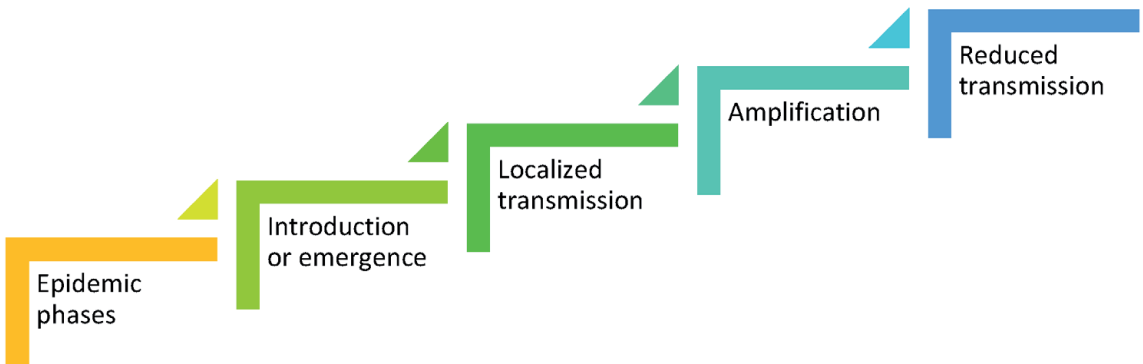 Epidemic
phases
Introduction
or emergence
Localized
transmission
Amplification
Reduced
transmission